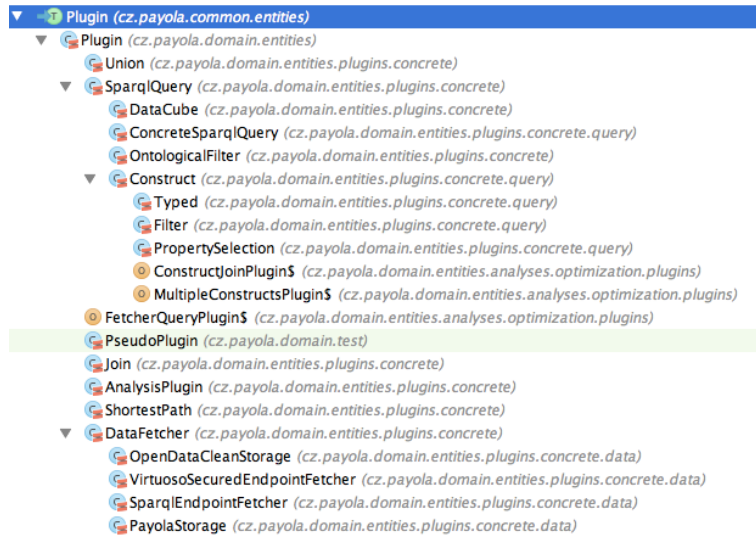 Plugin (cz.payola.common.entities)
Plugin (cz.payola.domain.entities)
Union (cz.payola.domain.entities.plugins.concrete)
SparqlQuery (cz.payola.domain.entities.plugins.concrete)
DataCube (cz.payola.domain.entities.plugins.concrete)
ConcreteSparqlQuery (cz.payola.domain.entities.plugins.concrete.query)
OntologicalFilter (cz.payola.domain.entities.plugins.concrete)
Construct (cz.payola.domain.entities.plugins.concrete.query)
Typed (cz.payola.domain.entities.plugins.concrete.query)
Filter (cz.payola.domain.entities.plugins.concrete.query)
PropertySelection (cz.payola.domain.entities.plugins.concrete.query)
ConstructJoinPlugin$ (cz.payola.domain.entities.analyses.optimization.plugins)
MultipleConstructsPlugin$ (cz.payola.domain.entities.analyses.optimization.plugins)
FetcherQueryPlugin$ (cz.payola.domain.entities.analyses.optimization.plugins)
PseudoPlugin (cz.payola.domain.test)
Join (cz.payola.domain.entities.plugins.concrete)
AnalysisPlugin (cz.payola.domain.entities.plugins.concrete)
ShortestPath (cz.payola.domain.entities.plugins.concrete)
DataFetcher (cz.payola.domain.entities.plugins.concrete)
OpenDataCleanStorage (cz.payola.domain.entities.plugins.concrete.data)
VirtuosoSecuredEndpointFetcher (cz.payola.domain.entities.plugins.concrete.data)
SparqlEndpointFetcher (cz.payola.domain.entities.plugins.concrete.data)
PayolaStorage (cz.payola.domain.entities.plugins.concrete.data)